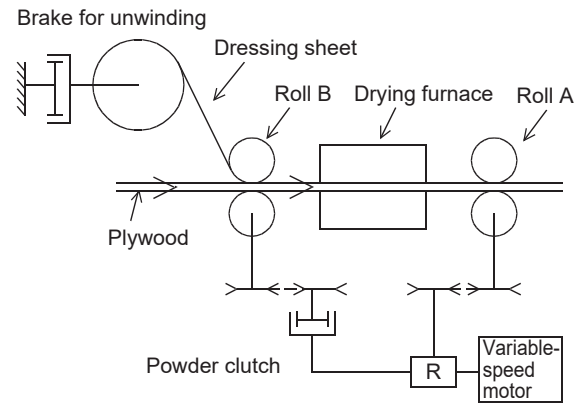 Brake for unwinding
Dressing sheet
Roll B
Drying furnace
Roll A
Plywood
Powder clutch
R
Variable-
speed
motor